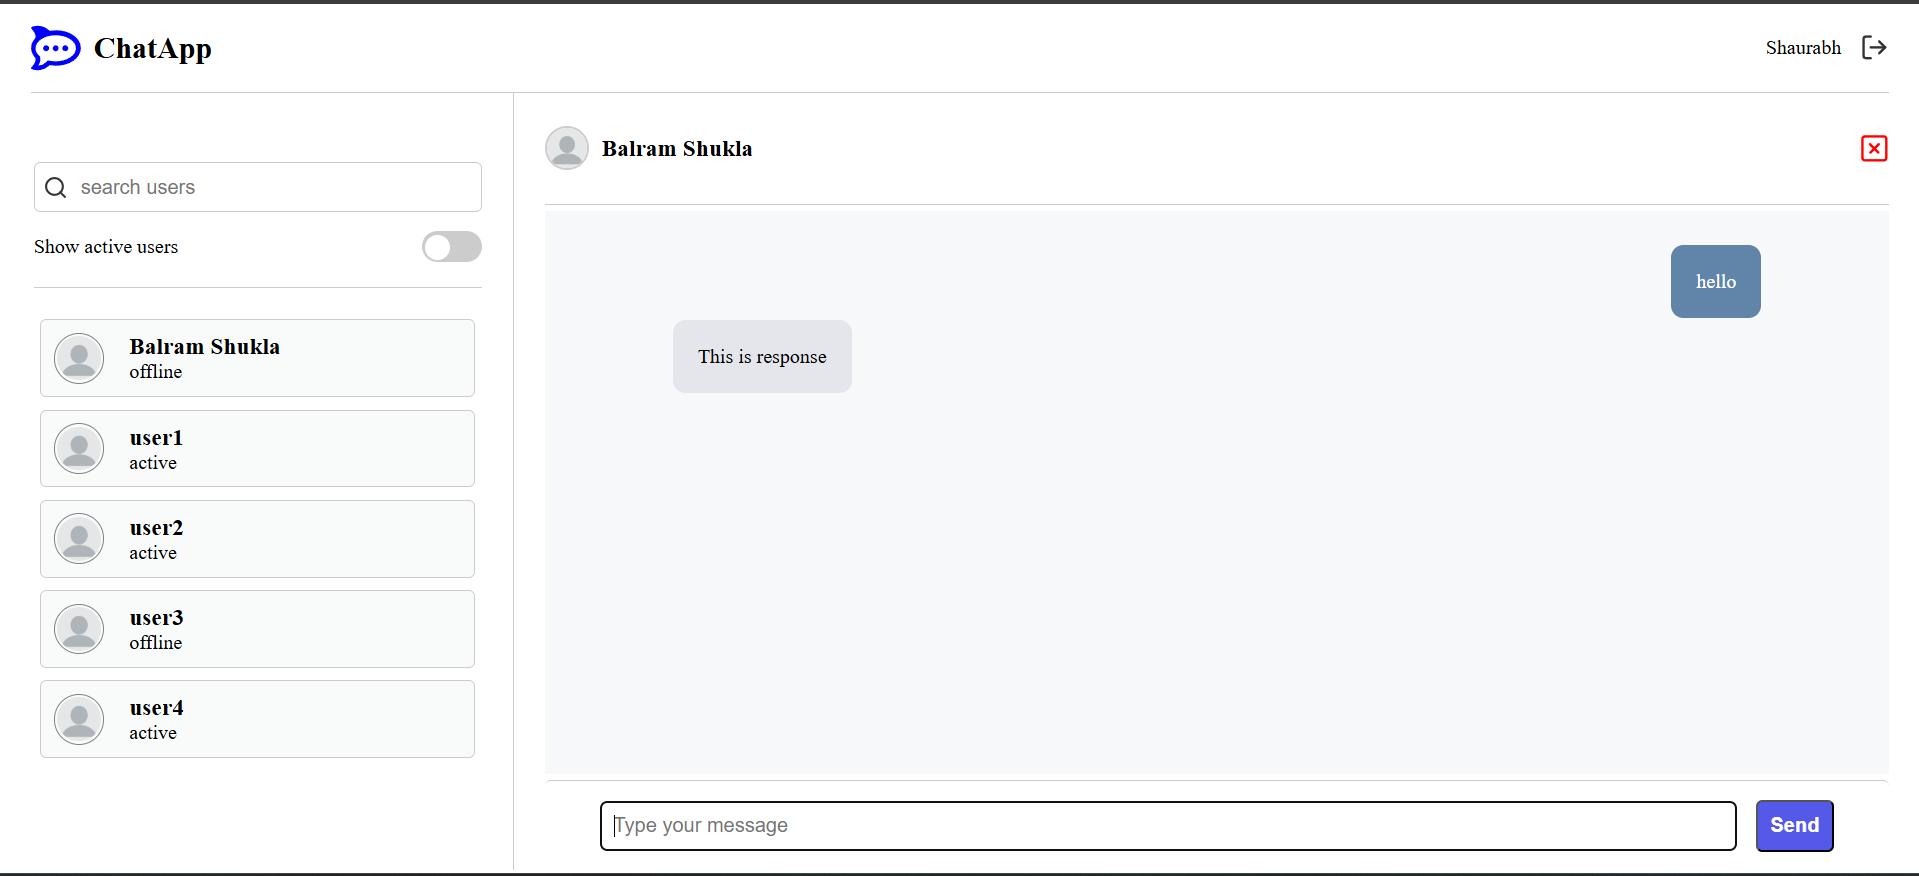 ChatApp
Shaurabh
search users
Show active users
Balram Shukla
offline
user1
active
user2
active
user3
offline
user4
active
Balram Shukla
hello
This is response
Type your message
Send